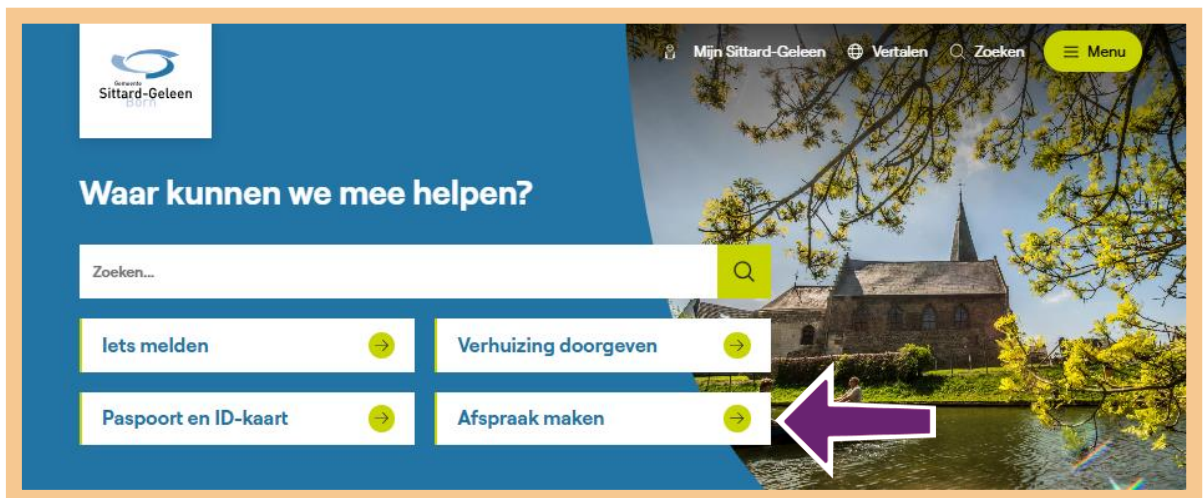 Gemeente
Sittard-Geleen
Born
Mijn Sittard-Geleen
Vertalen
Zoeken
Menu
Waar kunnen we mee helpen?
Zoeken...
Iets melden
Verhuizing doorgeven
Paspoort en ID-kaart
Afspraak maken